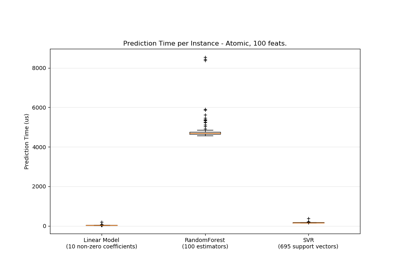 Prediction Time per Instance - Atomic, 100 feats.
Prediction Time (us)
8000
6000
4000
2000
0
Linear Model
(10 non-zero coefficients)
RandomForest
(100 estimators)
SVR
(695 support vectors)